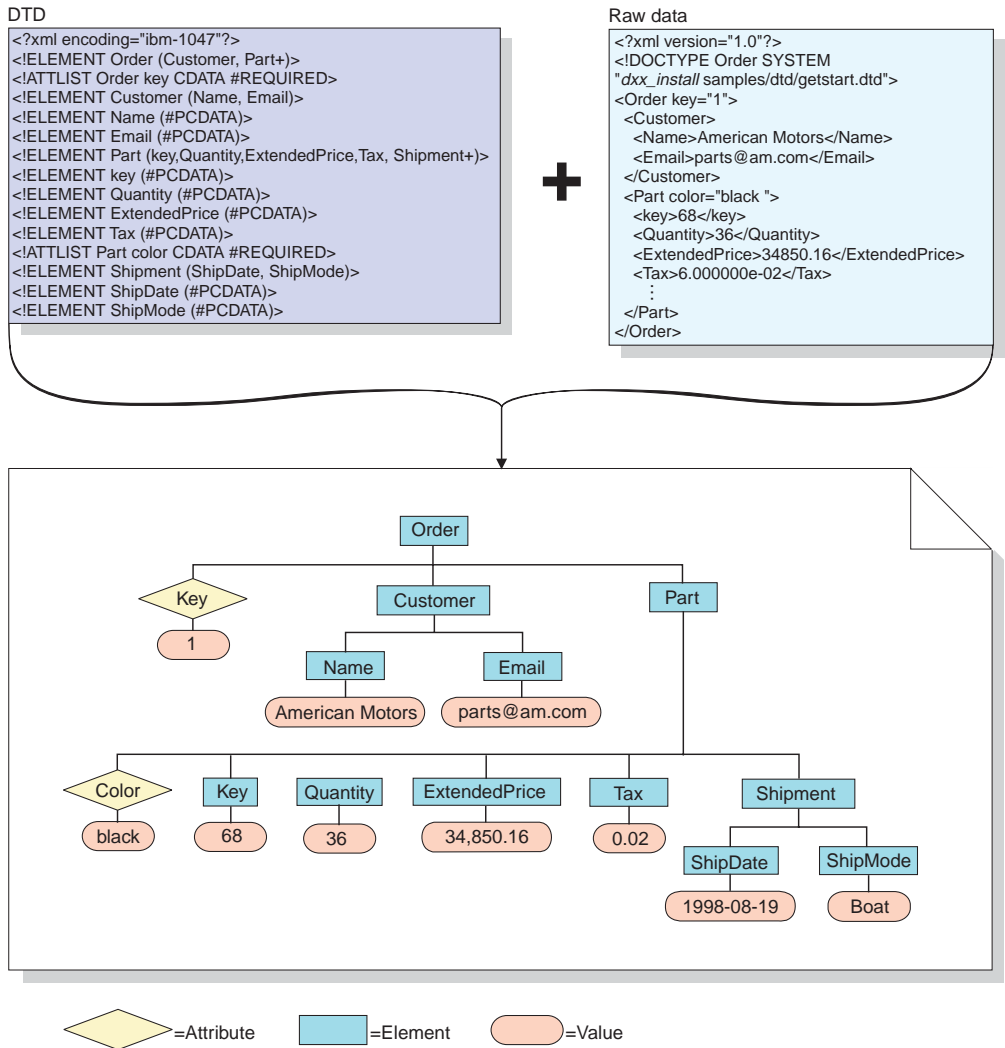 DTD
<?xml encoding="ibm-1047"?>
<!ELEMENT Order (Customer, Part+)>
<!ATTLIST Order key CDATA #REQUIRED>
<!ELEMENT Customer (Name, Email)>
<!ELEMENT Name (#PCDATA)>
<!ELEMENT Email (#PCDATA)>
<!ELEMENT Part (key,Quantity,ExtendedPrice,Tax, Shipment+)>
<!ELEMENT key (#PCDATA)>
<!ELEMENT Quantity (#PCDATA)>
<!ELEMENT ExtendedPrice (#PCDATA)>
<!ELEMENT Tax (#PCDATA)>
<!ATTLIST Part color CDATA #REQUIRED>
<!ELEMENT Shipment (ShipDate, ShipMode)>
<!ELEMENT ShipDate (#PCDATA)>
<!ELEMENT ShipMode (#PCDATA)>
Raw data
<?xml version="1.0"?>
<!DOCTYPE Order SYSTEM
"dxx_install samples/dtd/getstart.dtd">
<Order key="1">
<Customer>
<Name>American Motors</Name>
<Email>parts@am.com</Email>
</Customer>
<Part color="black ">
<key>68</key>
<Quantity>36</Quantity>
<ExtendedPrice>34850.16</ExtendedPrice>
<Tax>6.000000e-02</Tax>
⋮
</Part>
</Order>
Order
Key
Customer
Part
1
Name
Email
American Motors
parts@am.com
Color
Key
Quantity
ExtendedPrice
Tax
Shipment
black
68
36
34,850.16
0.02
ShipDate
ShipMode
1998-08-19
Boat
=Attribute
=Element
=Value